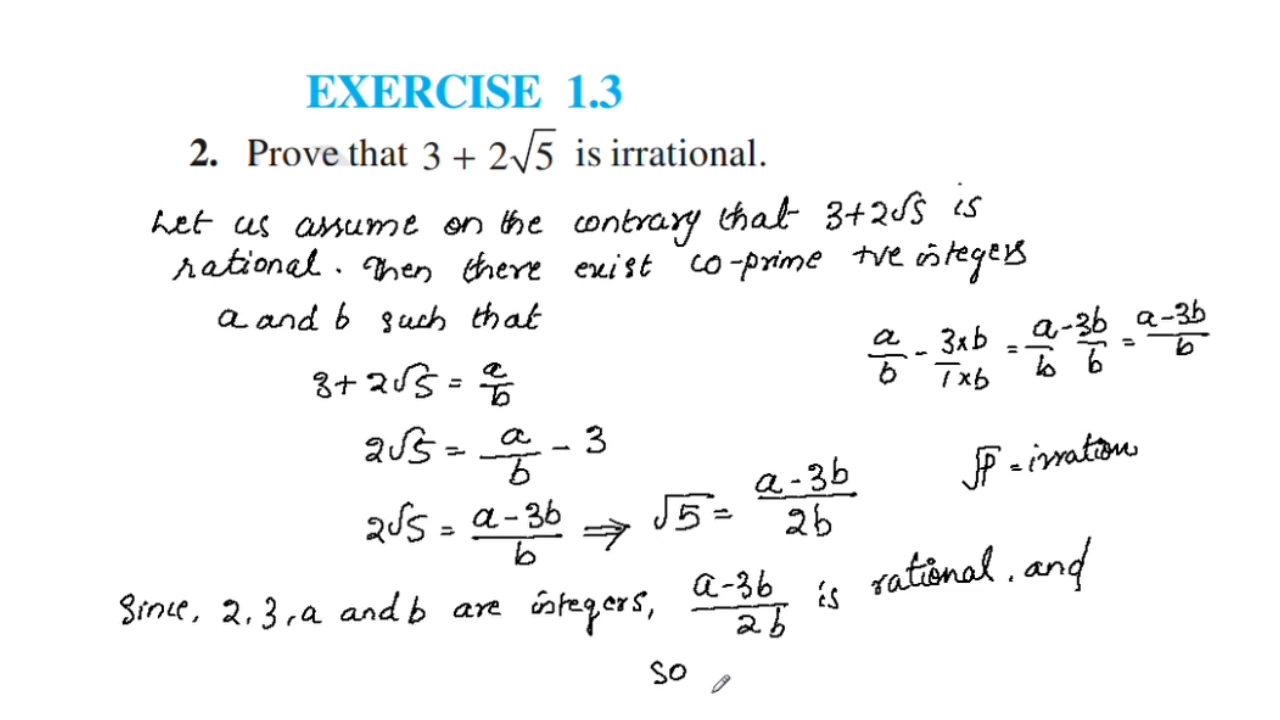 EXERCISE 1.3
2. Prove that 3 + 2√5 is irrational.
Let us assume on the contrary that 3+2√5 is
rational. Then there exist co-prime +ve integers
a and b such that
a/b - 3×b/1×b = a/b - 3b/b = a-3b/b
3+2√5 = a/b
2√5 = a/b - 3
√P = irration
2√5 = a-3b/b ⇒ √5 = a-3b/2b
Since, 2, 3, a and b are integers, a-3b/2b is rational, and
so